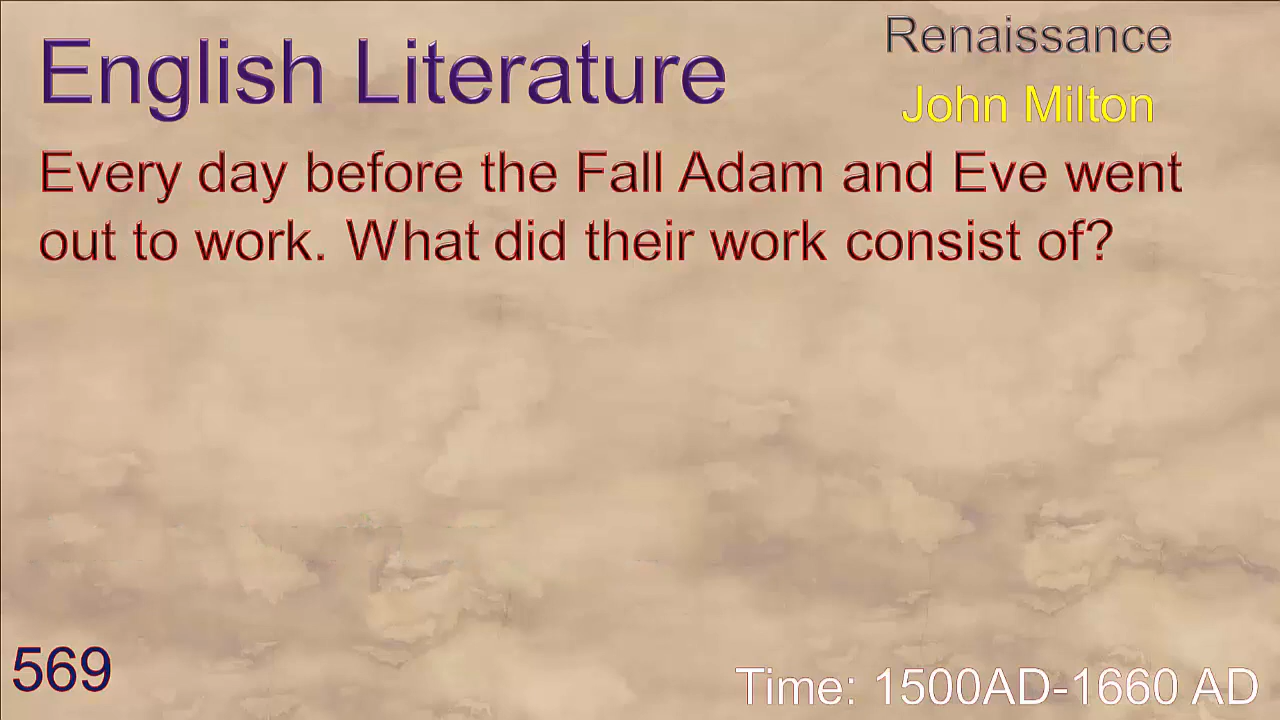 English Literature
Renaissance
John Milton
Every day before the Fall Adam and Eve went
out to work. What did their work consist of?
569
Time: 1500AD-1660 AD